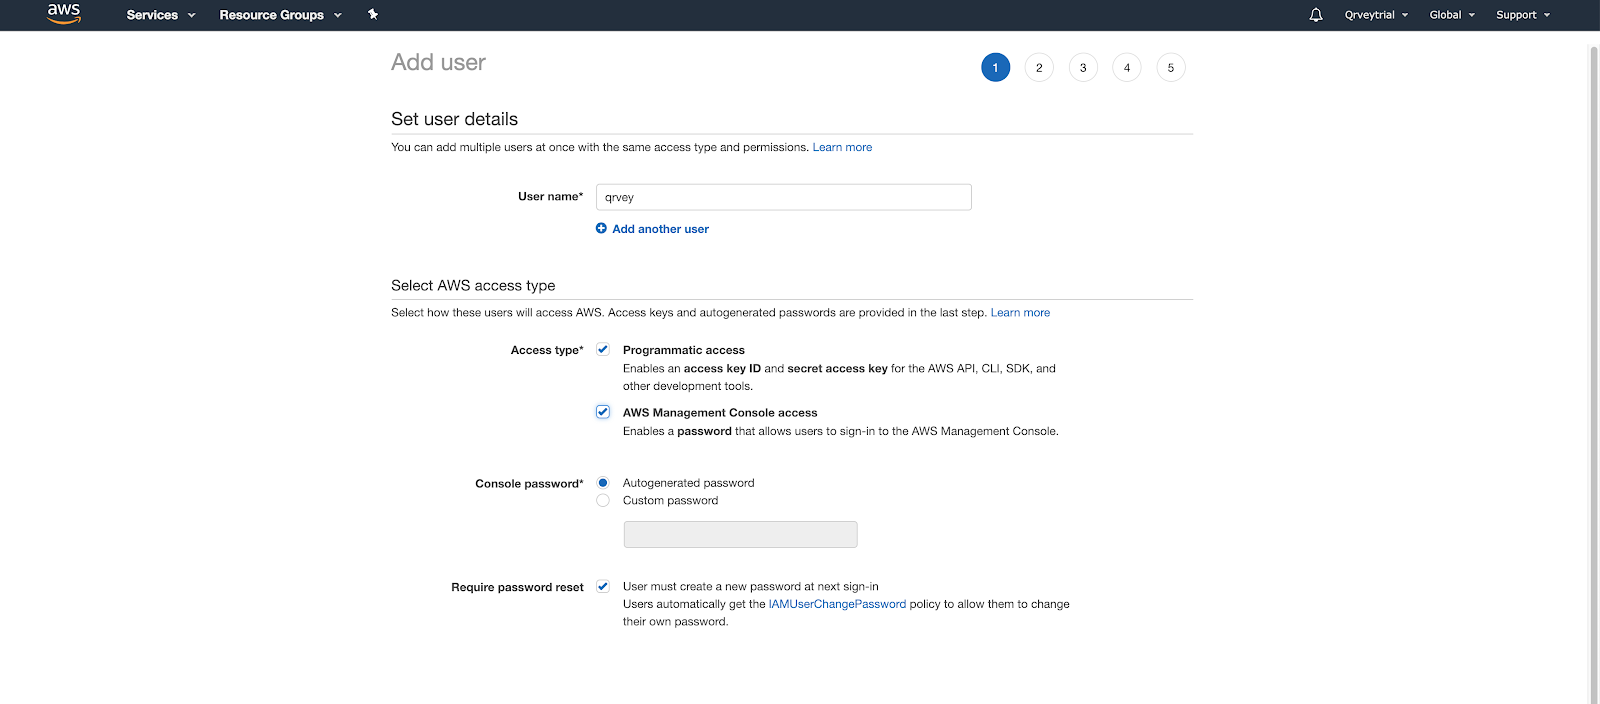 aws Services Resource Groups Qrveytrial Global Support
Add user
1 2 3 4 5
Set user details
You can add multiple users at once with the same access type and permissions. Learn more
User name* qrvey
Add another user
Select AWS access type
Select how these users will access AWS. Access keys and autogenerated passwords are provided in the last step. Learn more
Access type* Programmatic access
Enables an access key ID and secret access key for the AWS API, CLI, SDK, and
other development tools.
AWS Management Console access
Enables a password that allows users to sign-in to the AWS Management Console.
Console password* Autogenerated password
Custom password
Require password reset User must create a new password at next sign-in
Users automatically get the IAMUserChangePassword policy to allow them to change
their own password.